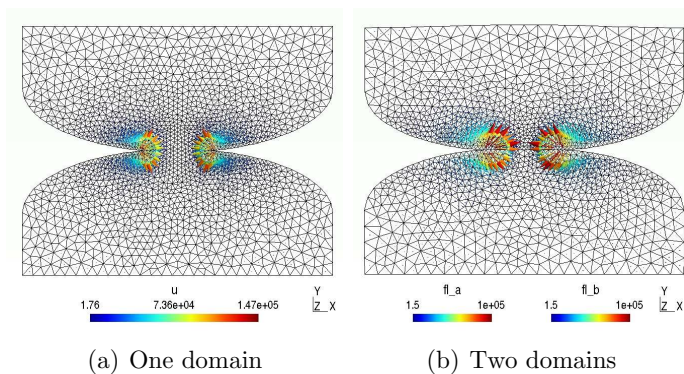 u
1.76 7.36e+04 1.47e+05
Y
Z X
fl_a fl_b
1.5 1e+05 1.5 1e+05
Y
Z X
(a) One domain
(b) Two domains